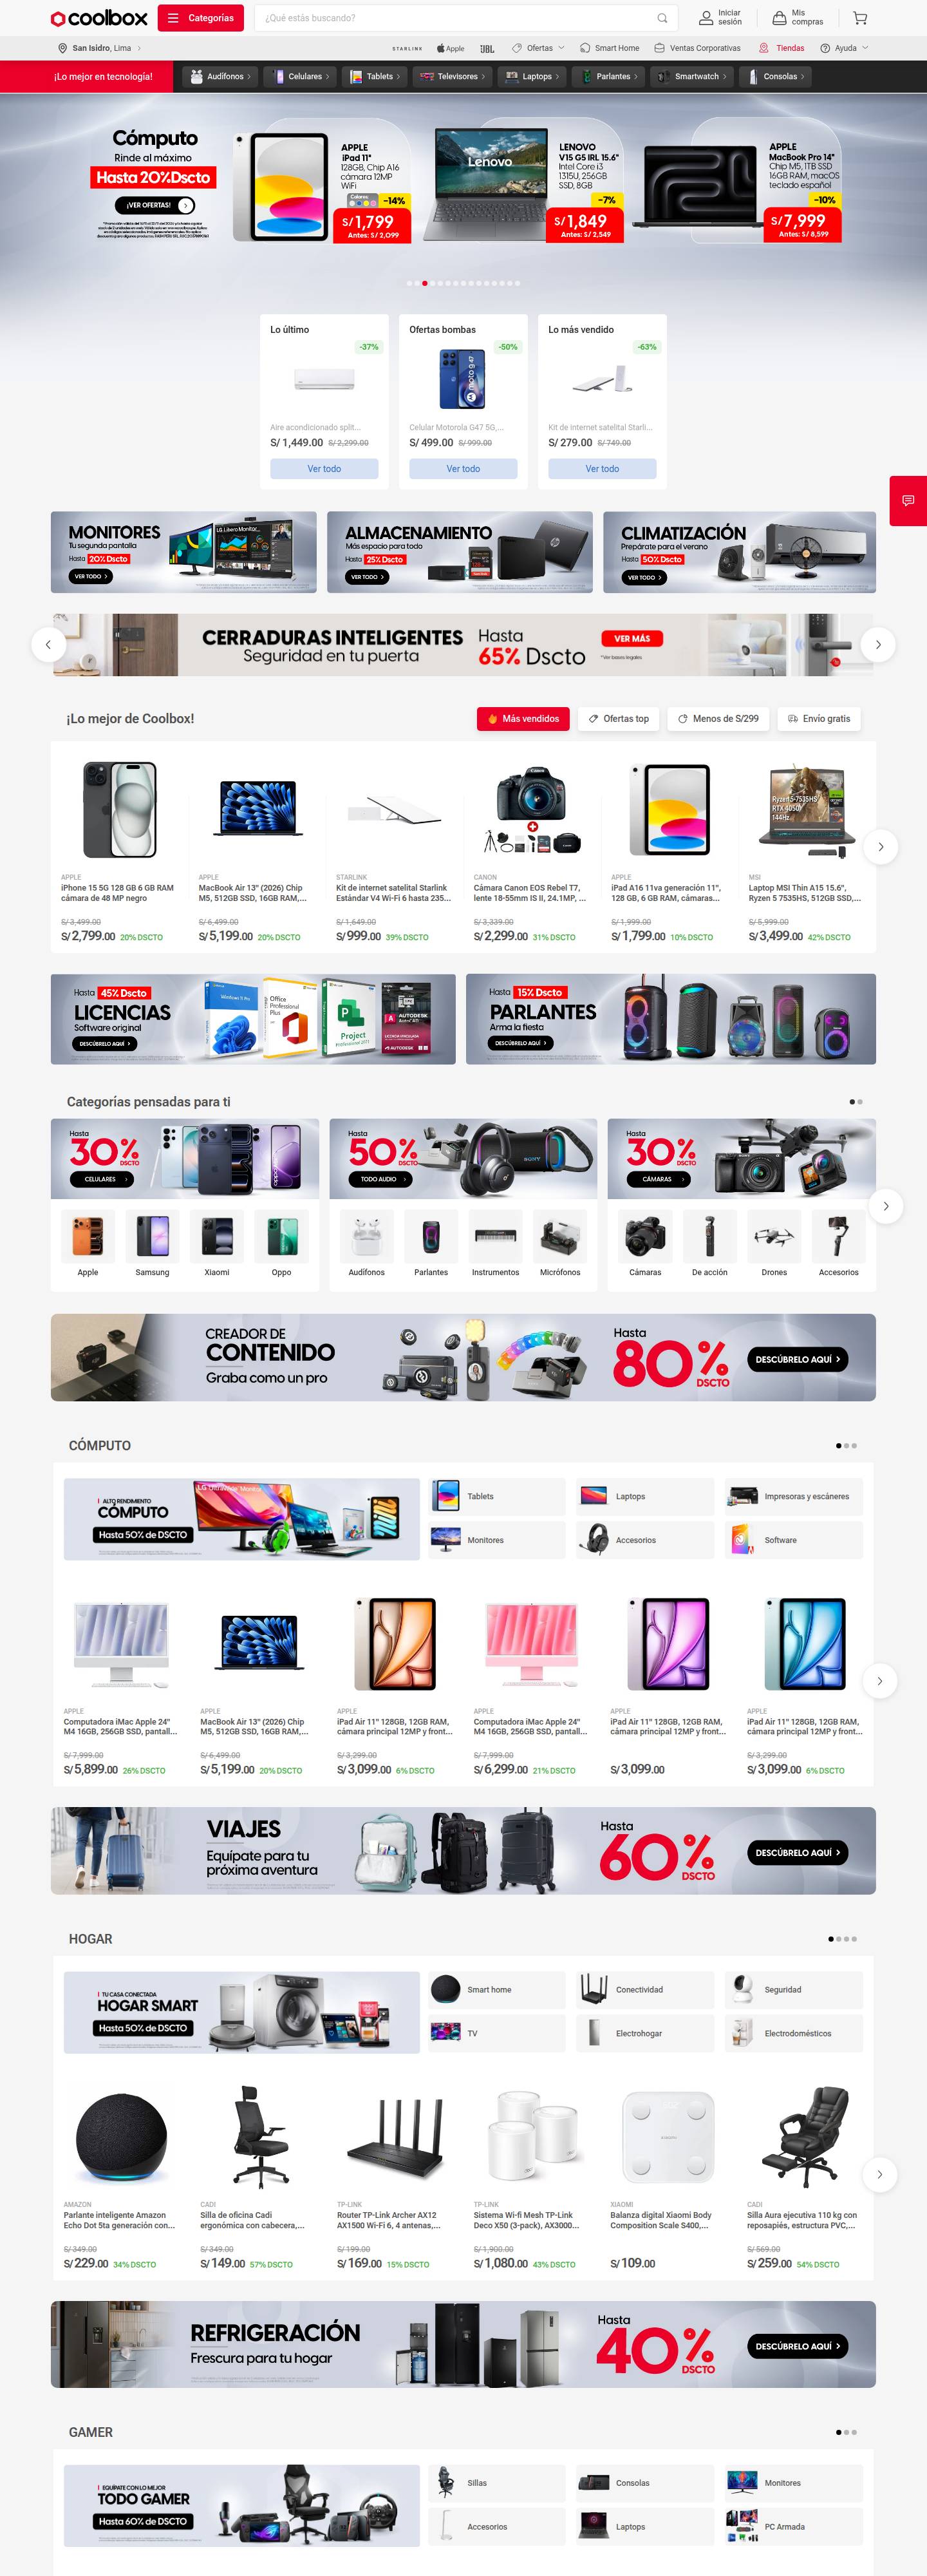 coolbox
Categorias
¿Qué estás buscando?
Iniciar sesión
Mis compras
San Isidro, Lima
STARLINK
Apple
JBL
Ofertas
Smart Home
Ventas Corporativas
Tiendas
Ayuda
¡Lo mejor en tecnología!
Audífonos
Celulares
Tablets
Televisores
Laptops
Parlantes
Smartwatch
Consolas
Cómputo
Rinde al máximo
Hasta 20%Dscto
¡VER OFERTAS!
APPLE
iPad 11"
128GB, Chip A16
cámara 12MP
WiFi
Colores
-14%
S/1,799
Antes: S/ 2,099
Lenovo
LENOVO
V15 G5 IRL 15.6"
Intel Core i3
1315U, 256GB
SSD, 8GB
-7%
S/1,849
Antes: S/ 2,549
APPLE
MacBook Pro 14"
Chip M5, 1TB SSD
16GB RAM, macOS
teclado español
-10%
S/7,999
Antes: S/ 8,599
Lo último
-37%
Aire acondicionado split...
S/ 1,449.00 S/ 2,299.00
Ver todo
Ofertas bombas
-50%
moto g47
Celular Motorola G47 5G,...
S/ 499.00 S/ 999.00
Ver todo
Lo más vendido
-63%
Kit de internet satelital Starli...
S/ 279.00 S/ 749.00
Ver todo
MONITORES
Tu segunda pantalla
Hasta 20% Dscto
VER TODO
ALMACENAMIENTO
Más espacio para todo
Hasta 25% Dscto
VER TODO
CLIMATIZACIÓN
Prepárate para el verano
Hasta 50% Dscto
VER TODO
CERRADURAS INTELIGENTES
Seguridad en tu puerta
Hasta
65% Dscto
VER MÁS
*Ver bases legales
¡Lo mejor de Coolbox!
Más vendidos
Ofertas top
Menos de S/299
Envío gratis
APPLE
iPhone 15 5G 128 GB 6 GB RAM
cámara de 48 MP negro
S/ 3,499.00
S/ 2,799.00 20% DSCTO
APPLE
MacBook Air 13" (2026) Chip
M5, 512GB SSD, 16GB RAM,...
S/ 6,499.00
S/ 5,199.00 20% DSCTO
STARLINK
Kit de internet satelital Starlink
Estándar V4 Wi-Fi 6 hasta 235...
S/ 1,649.00
S/ 999.00 39% DSCTO
CANON
Cámara Canon EOS Rebel T7,
lente 18-55mm IS II, 24.1MP, ...
S/ 3,339.00
S/ 2,299.00 31% DSCTO
APPLE
iPad A16 11va generación 11",
128 GB, 6 GB RAM, cámaras...
S/ 1,999.00
S/ 1,799.00 10% DSCTO
Ryzen 5-7535HS
RTX 4050
144Hz
MSI
Laptop MSI Thin A15 15.6",
Ryzen 5 7535HS, 512GB SSD,...
S/ 5,999.00
S/ 3,499.00 42% DSCTO
Hasta 45% Dscto
LICENCIAS
Software original
DESCÚBRELO AQUÍ
Windows 11 Pro
Office
Professional
Plus
Project
AUTODESK
Hasta 15% Dscto
PARLANTES
Arma la fiesta
DESCÚBRELO AQUÍ
Categorías pensadas para ti
Hasta
30% DSCTO
CELULARES
Apple
Samsung
Xiaomi
Oppo
Hasta
50% DSCTO
TODO AUDIO
SONY
Audífonos
Parlantes
Instrumentos
Micrófonos
Hasta
30% DSCTO
CÁMARAS
Cámaras
De acción
Drones
Accesorios
CREADOR DE
CONTENIDO
Graba como un pro
Hasta
80% DSCTO
DESCÚBRELO AQUÍ
CÓMPUTO
ALTO RENDIMIENTO
CÓMPUTO
Hasta 50% de DSCTO
Tablets
Laptops
Impresoras y escáneres
Monitores
Accesorios
Software
APPLE
Computadora iMac Apple 24"
M4 16GB, 256GB SSD, pantall...
S/ 7,999.00
S/ 5,899.00 26% DSCTO
APPLE
MacBook Air 13" (2026) Chip
M5, 512GB SSD, 16GB RAM,...
S/ 6,499.00
S/ 5,199.00 20% DSCTO
APPLE
iPad Air 11" 128GB, 12GB RAM,
cámara principal 12MP y front...
S/ 3,299.00
S/ 3,099.00 6% DSCTO
APPLE
Computadora iMac Apple 24"
M4 16GB, 256GB SSD, pantall...
S/ 7,999.00
S/ 6,299.00 21% DSCTO
APPLE
iPad Air 11" 128GB, 12GB RAM,
cámara principal 12MP y front...
S/ 3,099.00
APPLE
iPad Air 11" 128GB, 12GB RAM,
cámara principal 12MP y front...
S/ 3,299.00
S/ 3,099.00 6% DSCTO
VIAJES
Equípate para tu
próxima aventura
Hasta
60% DSCTO
DESCÚBRELO AQUÍ
HOGAR
TU CASA CONECTADA
HOGAR SMART
Hasta 50% de DSCTO
Smart home
Conectividad
Seguridad
TV
Electrohogar
Electrodomésticos
AMAZON
Parlante inteligente Amazon
Echo Dot 5ta generación con...
S/ 349.00
S/ 229.00 34% DSCTO
CADI
Silla de oficina Cadi
ergonómica con cabecera,...
S/ 349.00
S/ 149.00 57% DSCTO
TP-LINK
Router TP-Link Archer AX12
AX1500 Wi-Fi 6, 4 antenas,...
S/ 199.00
S/ 169.00 15% DSCTO
TP-LINK
Sistema Wi-fi Mesh TP-Link
Deco X50 (3-pack), AX3000...
S/ 1,900.00
S/ 1,080.00 43% DSCTO
XIAOMI
Balanza digital Xiaomi Body
Composition Scale S400,...
S/ 109.00
CADI
Silla Aura ejecutiva 110 kg con
reposapiés, estructura PVC,...
S/ 569.00
S/ 259.00 54% DSCTO
REFRIGERACIÓN
Frescura para tu hogar
Hasta
40% DSCTO
DESCÚBRELO AQUÍ
GAMER
EQUÍPATE CON LO MEJOR
TODO GAMER
Hasta 60% de DSCTO
Sillas
Consolas
Monitores
Accesorios
Laptops
PC Armada